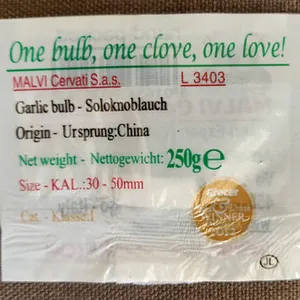 One bulb, one clove, one love!
MALVI Cervati S.a.s. L 3403
Garlic bulb - Soloknoblauch
Origin - Ursprung:China
Net weight - Nettogewicht: 250g℮
Size - KAL.:30 - 50mm
Cat. - Klasse:I
WINNER